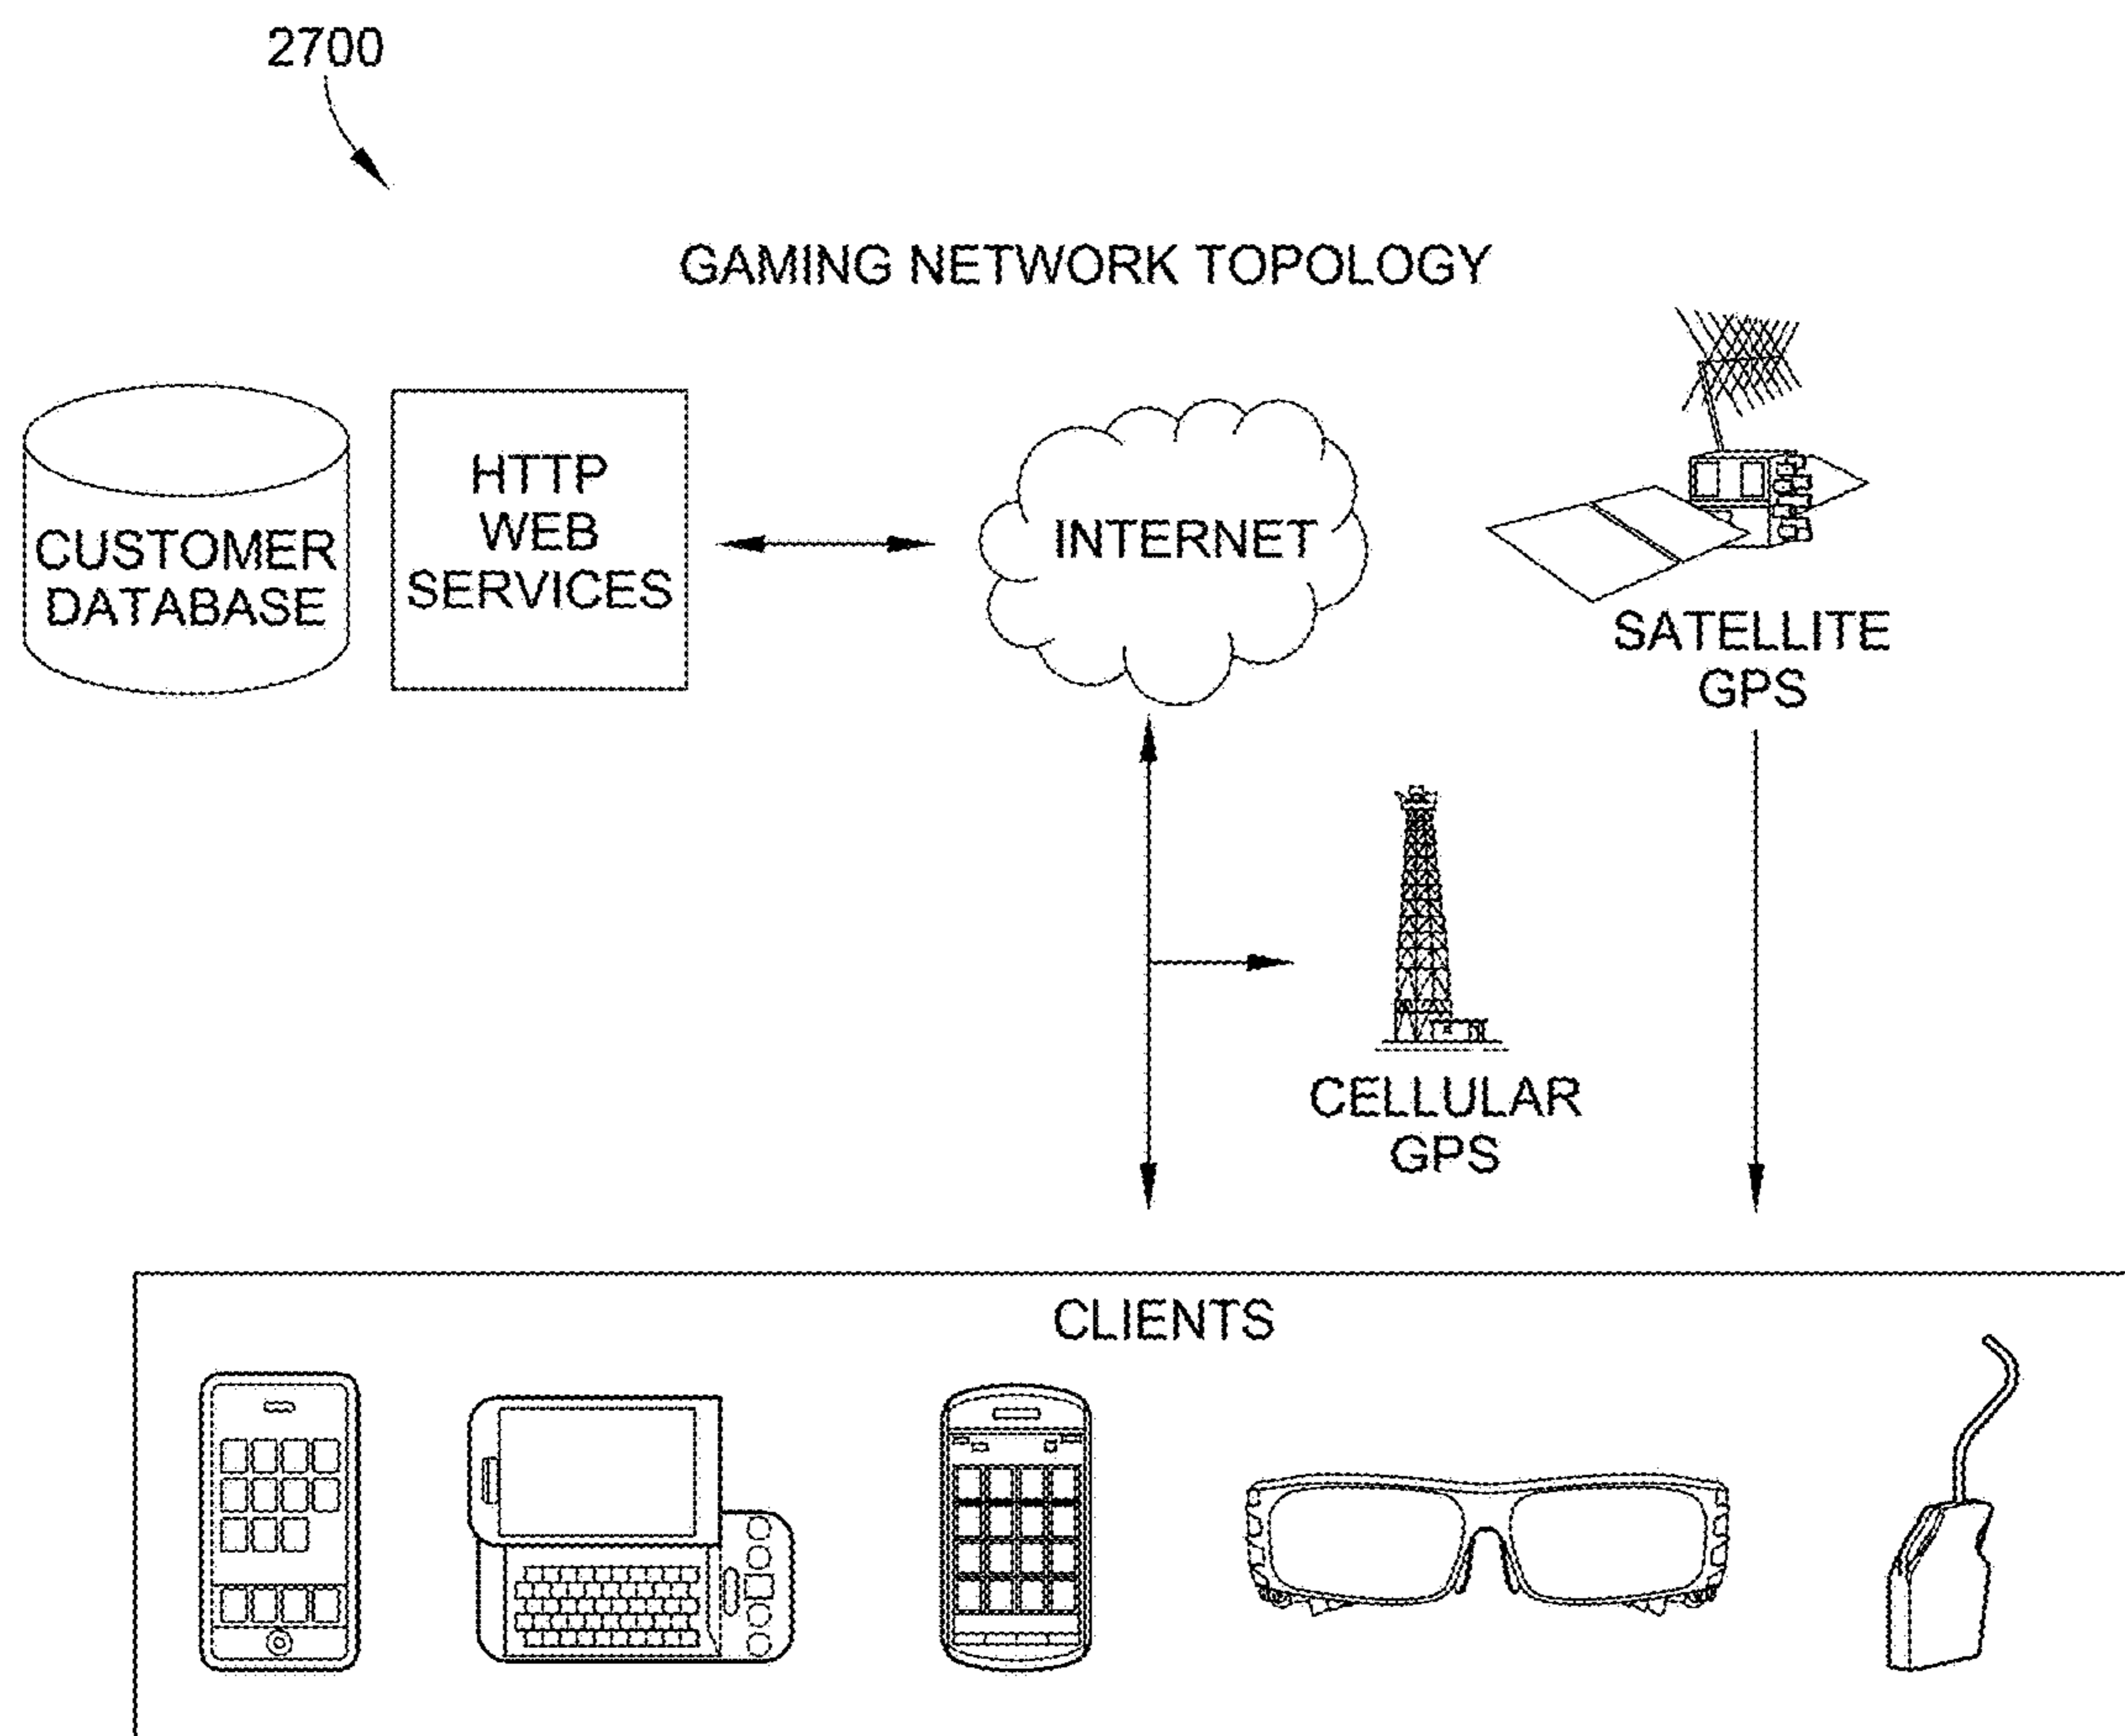 2700
GAMING NETWORK TOPOLOGY
CUSTOMER
DATABASE
HTTP
WEB
SERVICES
INTERNET
SATELLITE
GPS
CELLULAR
GPS
CLIENTS